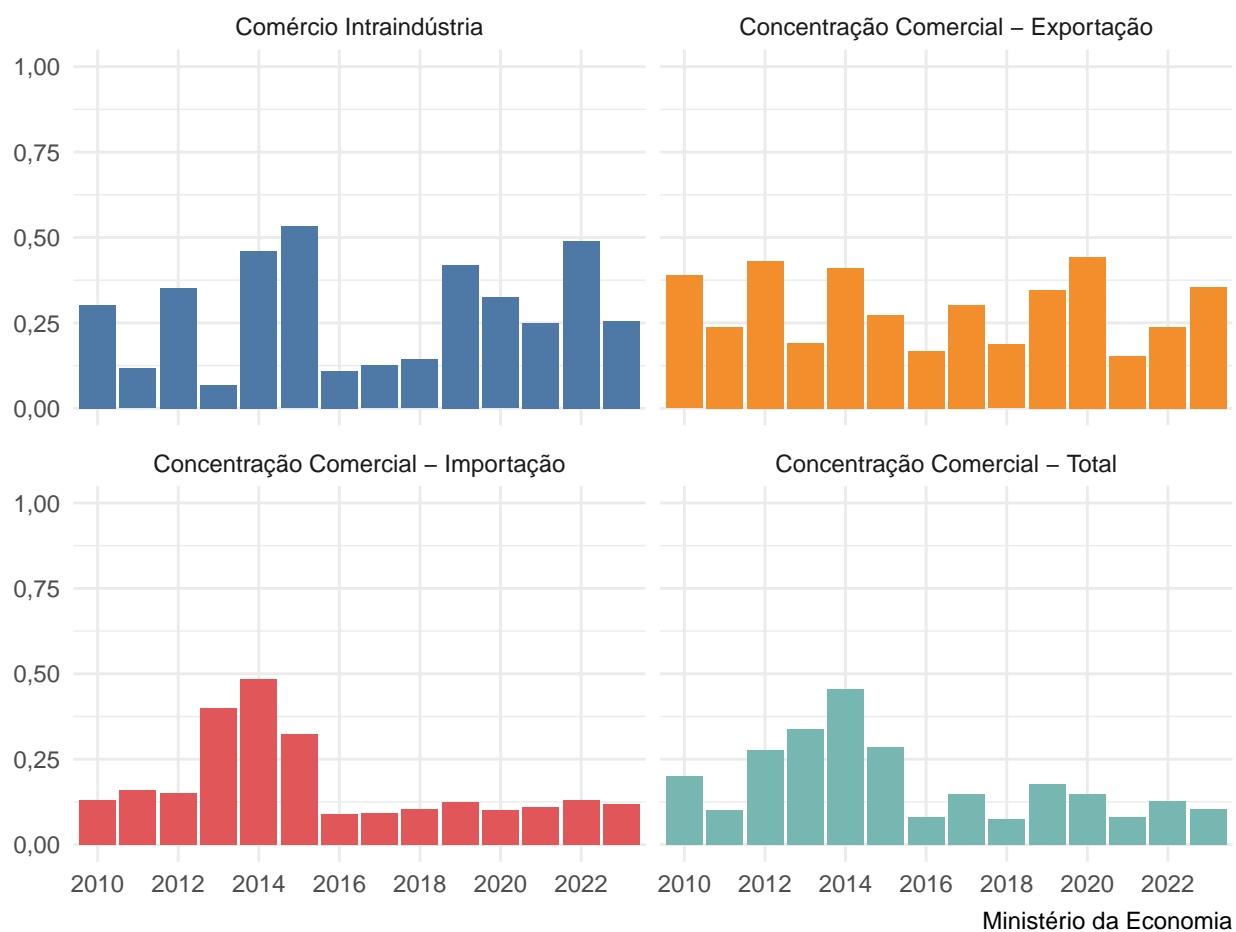 Comércio Intraindústria
Concentração Comercial – Exportação
1,00
0,75
0,50
0,25
0,00
Concentração Comercial – Importação
Concentração Comercial – Total
1,00
0,75
0,50
0,25
0,00
2010 2012 2014 2016 2018 2020 2022
2010 2012 2014 2016 2018 2020 2022
Ministério da Economia